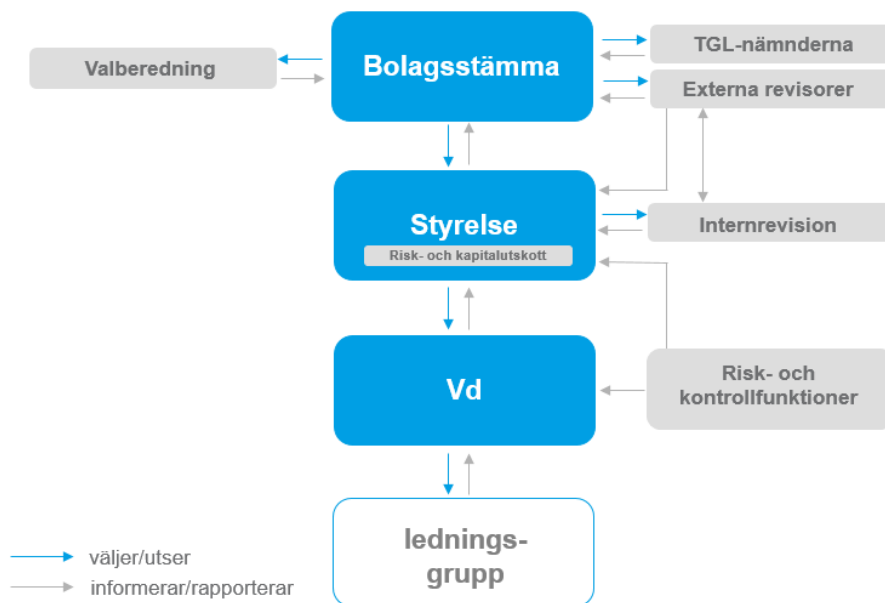 Bolagsstämma
TGL-nämnderna
Valberedning
Externa revisorer
Styrelse
Risk- och kapitalutskott
Internrevision
Vd
Risk- och
kontrollfunktioner
lednings-
grupp
väljer/utser
informerar/rapporterar